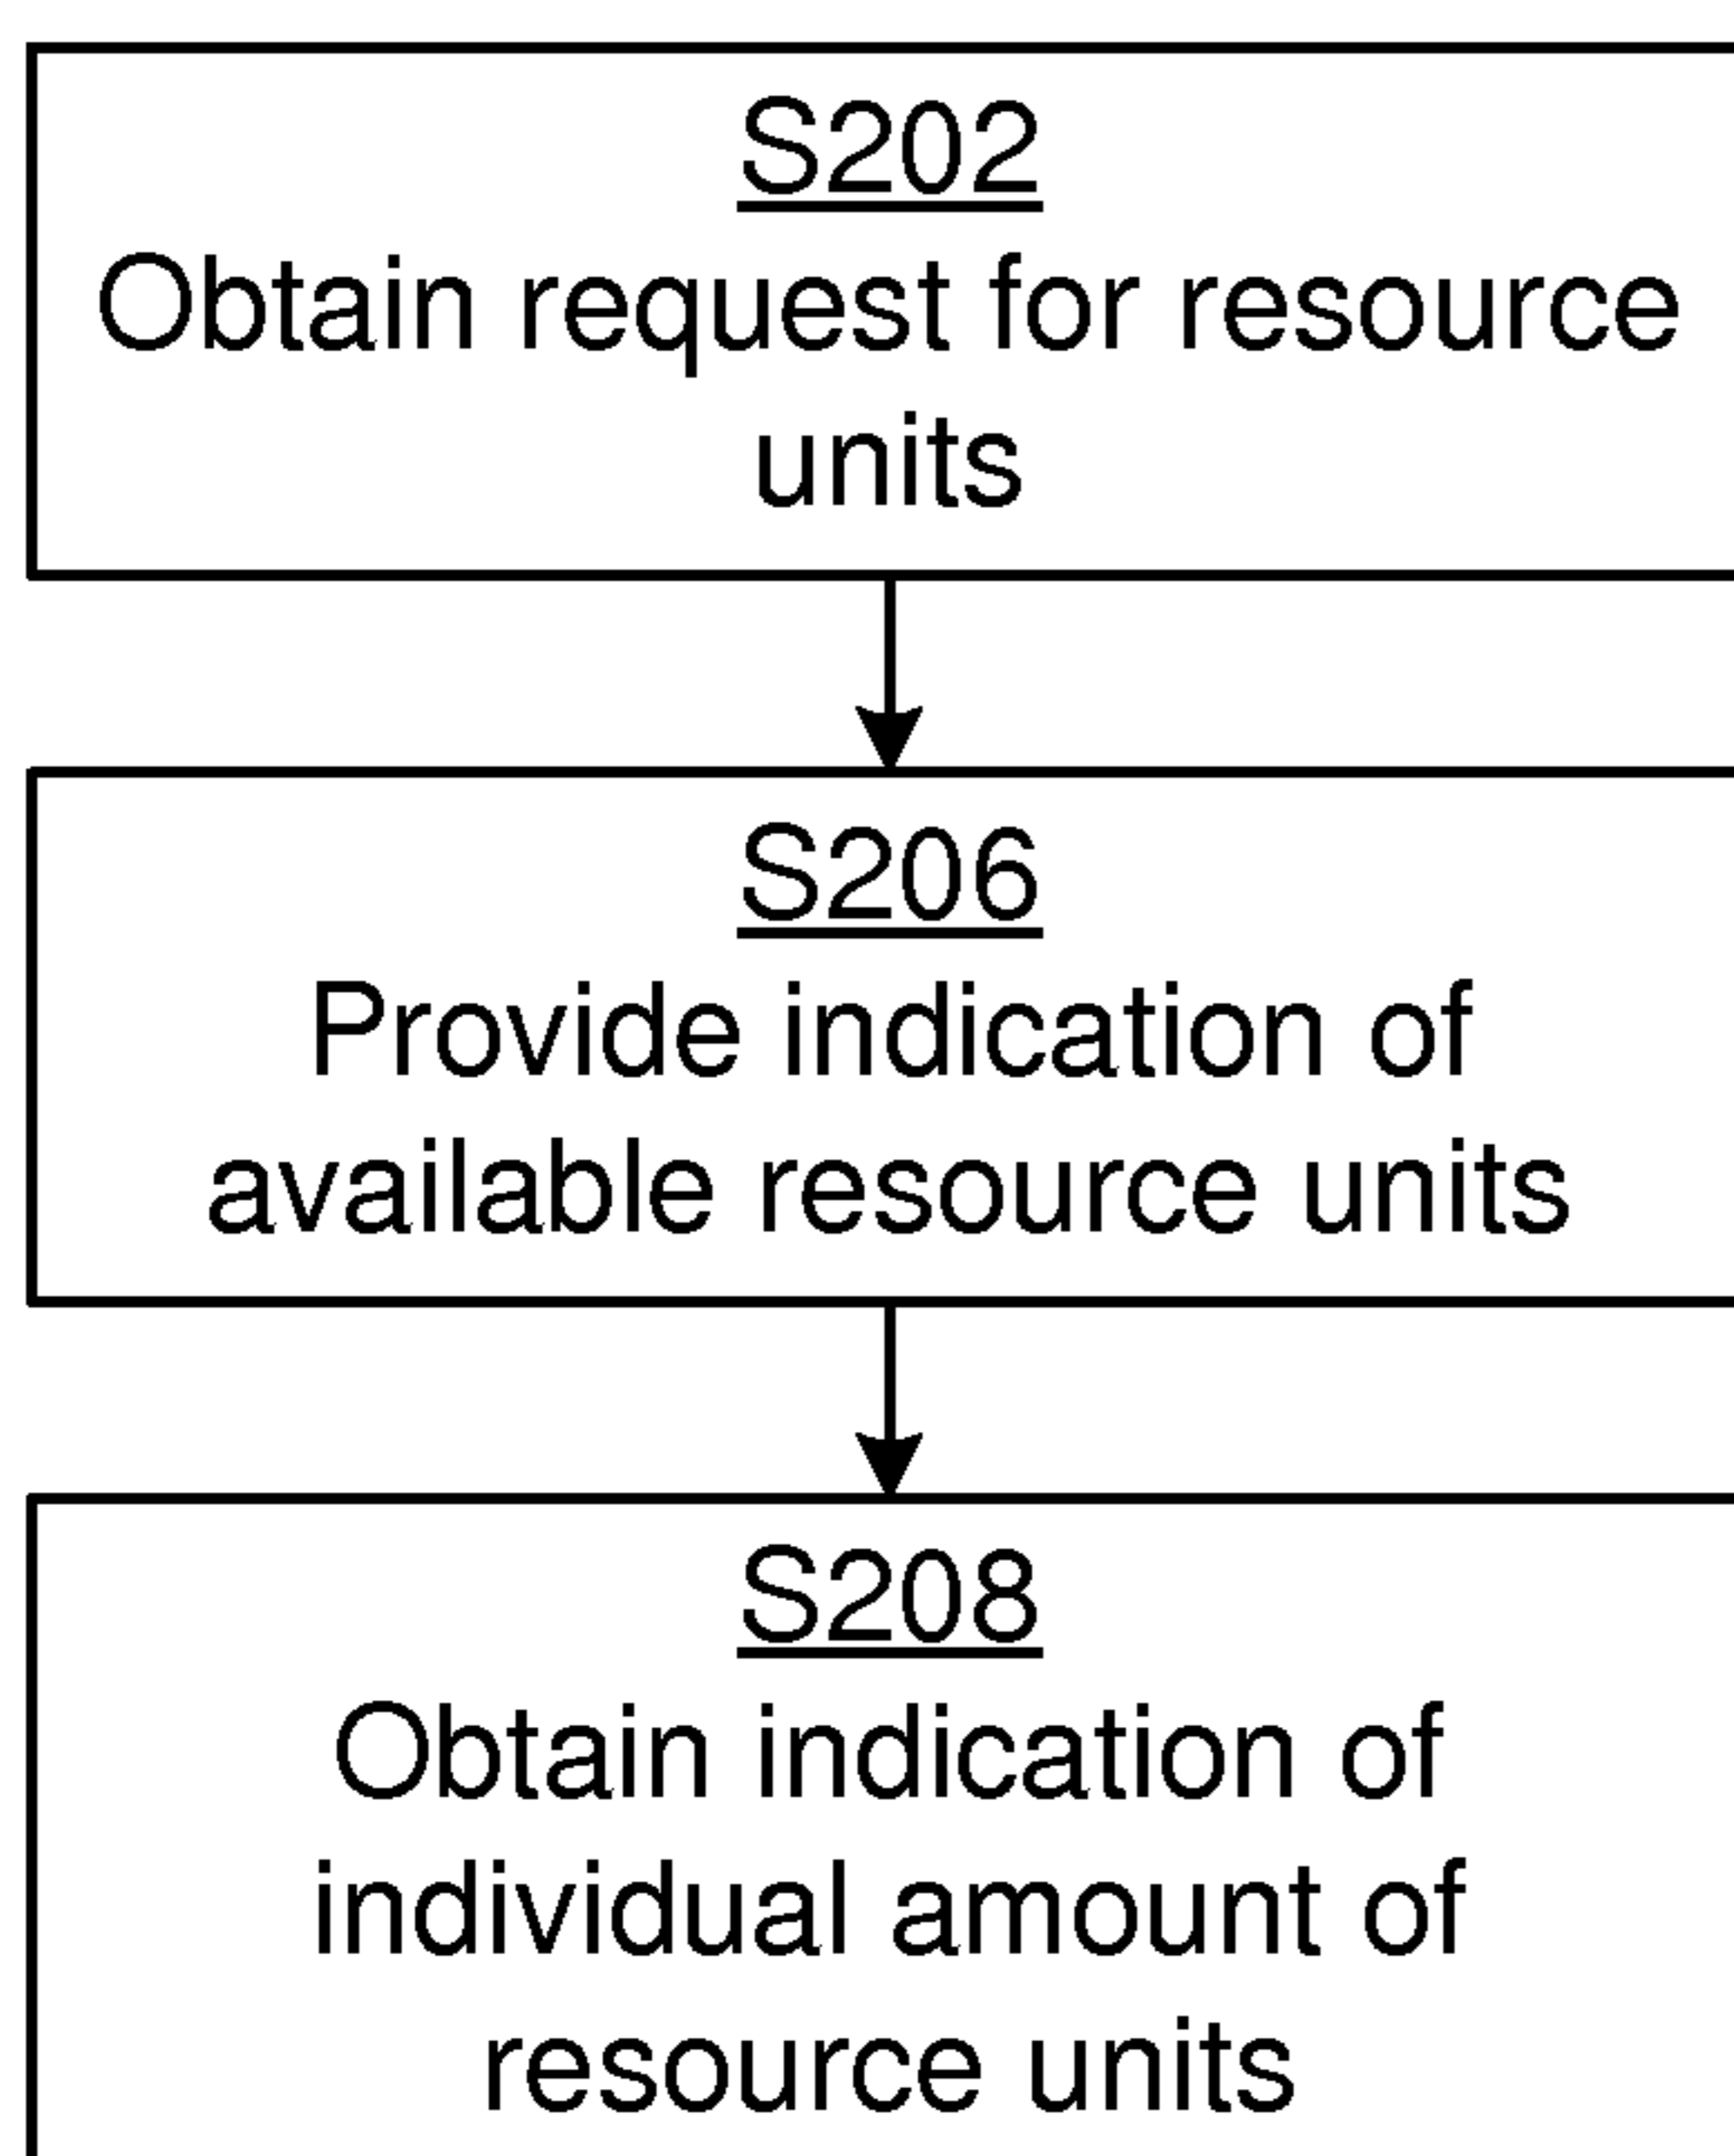 S202
Obtain request for resource
units
S206
Provide indication of
available resource units
S208
Obtain indication of
individual amount of
resource units